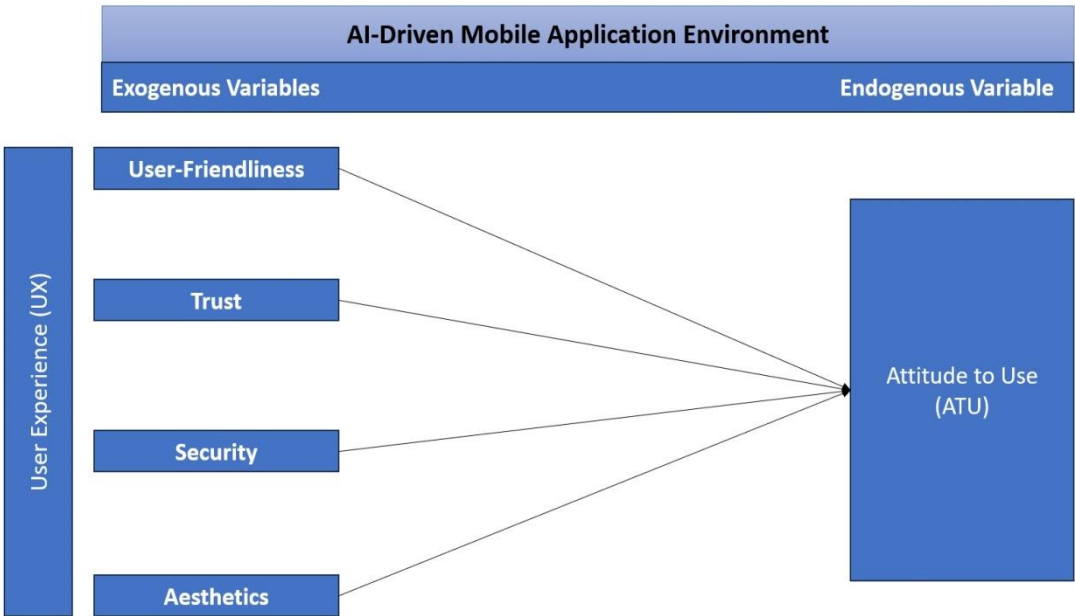 AI-Driven Mobile Application Environment
Exogenous Variables
Endogenous Variable
User Experience (UX)
User-Friendliness
Trust
Security
Aesthetics
Attitude to Use
(ATU)